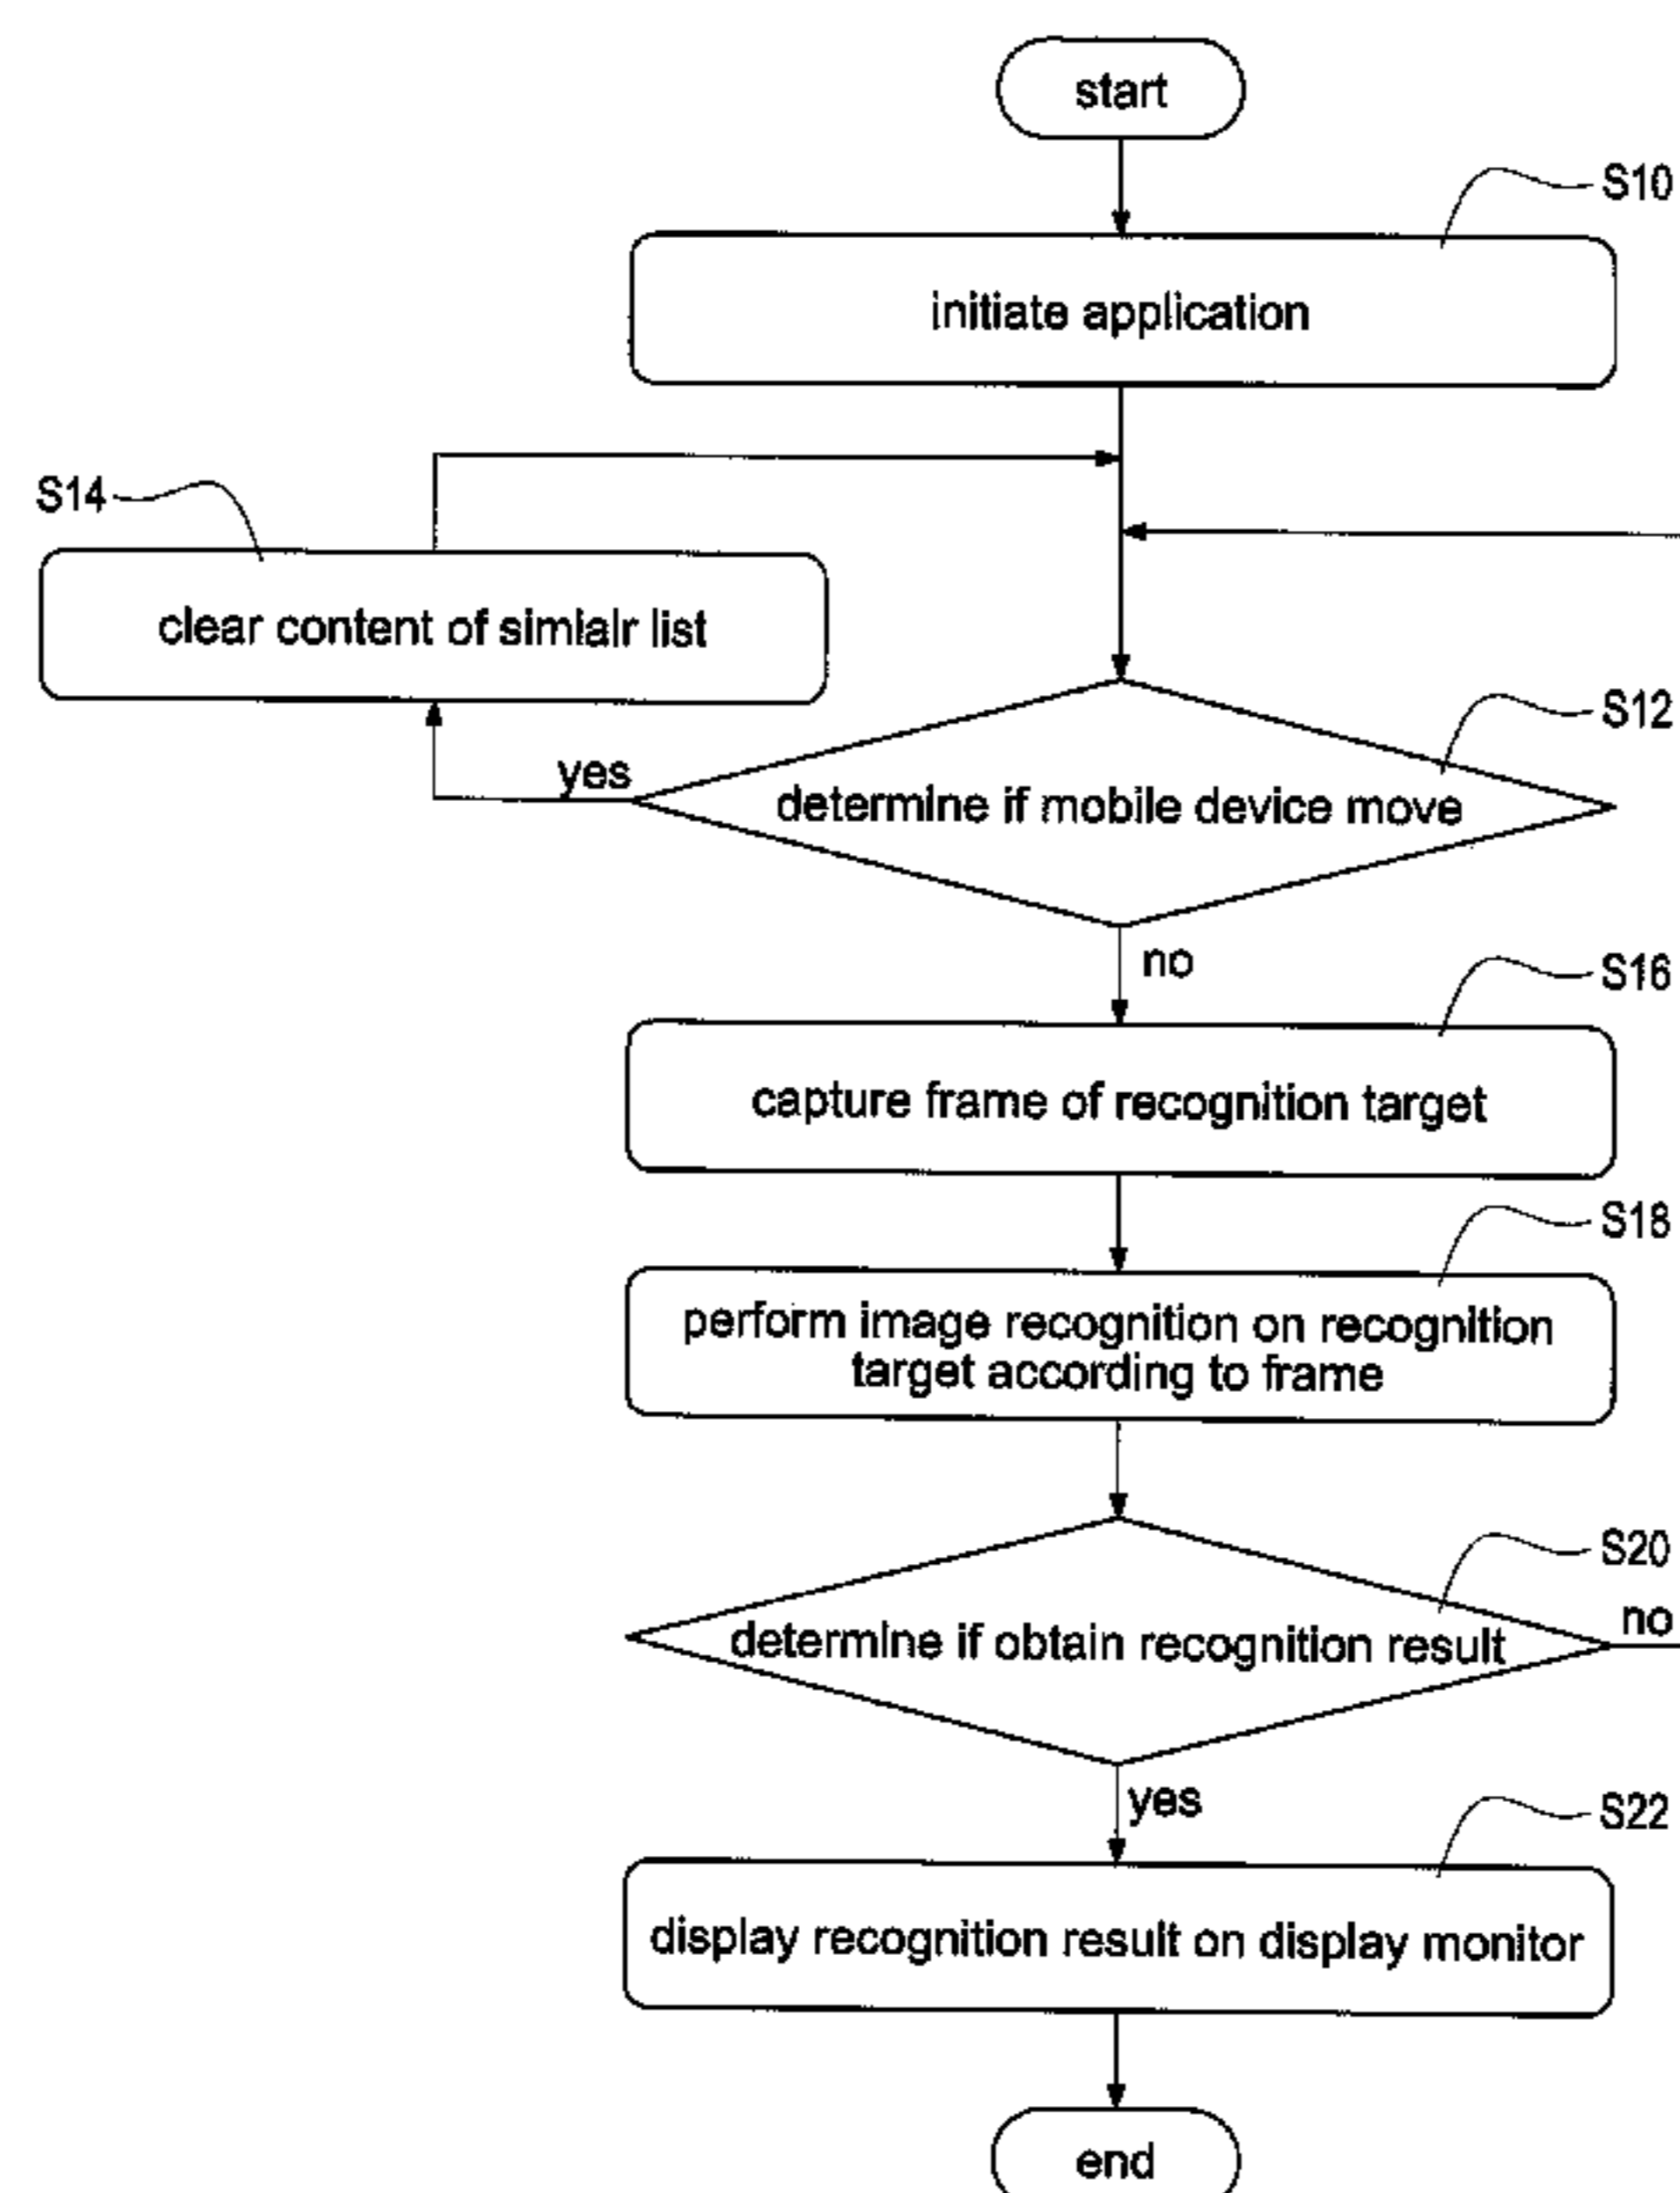 start
S10
initiate application
S14
clear content of simlalr list
S12
yes
determine if mobile device move
no
S16
capture frame of recognition target
S18
perform image recognition on recognition
target according to frame
S20
no
determine if obtain recognition result
yes
S22
display recognition result on display monitor
end